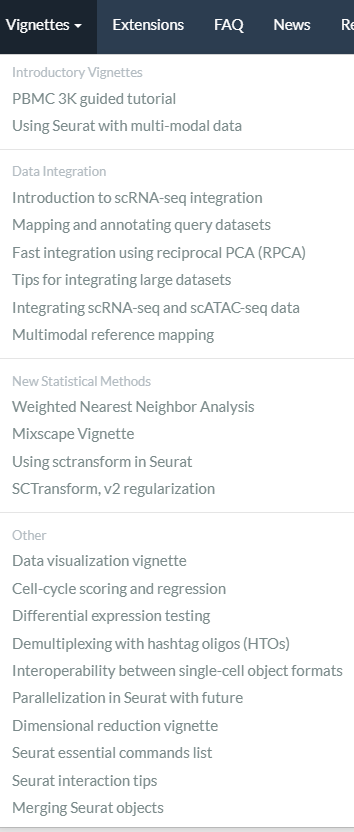 Vignettes Extensions FAQ News Re
Introductory Vignettes
PBMC 3K guided tutorial
Using Seurat with multi-modal data
Data Integration
Introduction to scRNA-seq integration
Mapping and annotating query datasets
Fast integration using reciprocal PCA (RPCA)
Tips for integrating large datasets
Integrating scRNA-seq and scATAC-seq data
Multimodal reference mapping
New Statistical Methods
Weighted Nearest Neighbor Analysis
Mixscape Vignette
Using sctransform in Seurat
SCTransform, v2 regularization
Other
Data visualization vignette
Cell-cycle scoring and regression
Differential expression testing
Demultiplexing with hashtag oligos (HTOs)
Interoperability between single-cell object formats
Parallelization in Seurat with future
Dimensional reduction vignette
Seurat essential commands list
Seurat interaction tips
Merging Seurat objects